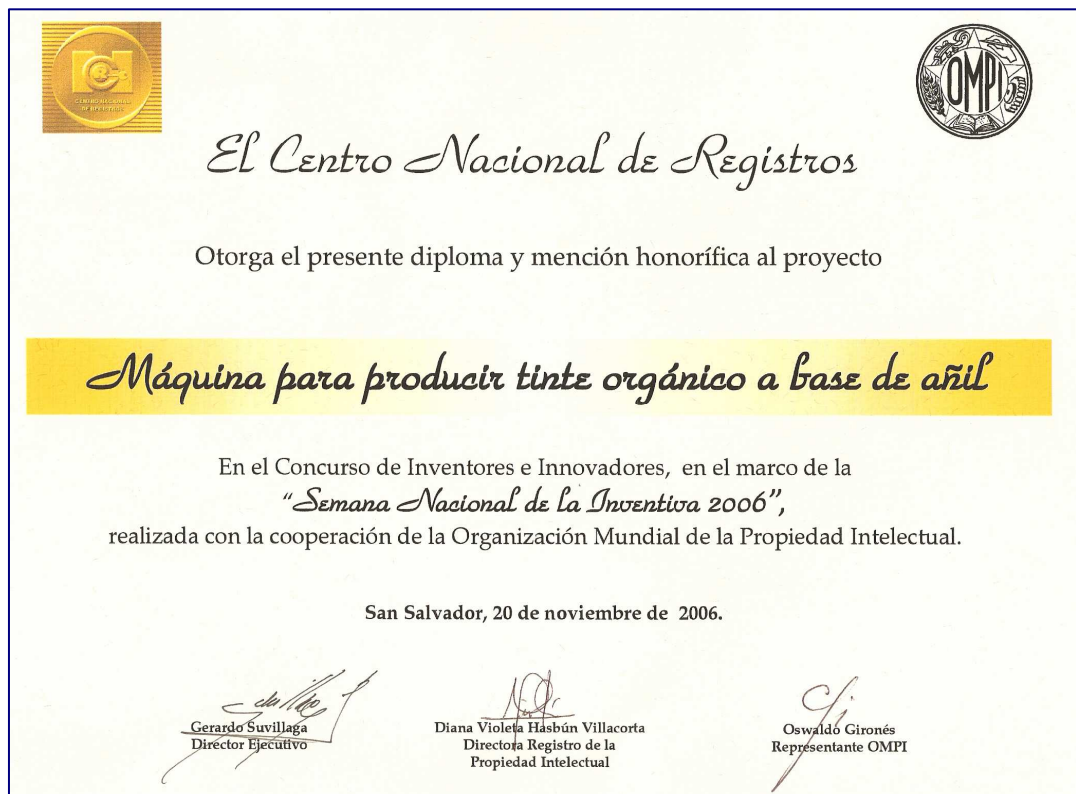 CENTRO NACIONAL
DE REGISTROS
OMPI
El Centro Nacional de Registros
Otorga el presente diploma y mención honorífica al proyecto
Máquina para producir tinte orgánico a base de añil
En el Concurso de Inventores e Innovadores, en el marco de la
"Semana Nacional de la Inventiva 2006",
realizada con la cooperación de la Organización Mundial de la Propiedad Intelectual.
San Salvador, 20 de noviembre de 2006.
Gerardo Suvillaga
Director Ejecutivo
Diana Violeta Hasbún Villacorta
Directora Registro de la
Propiedad Intelectual
Oswaldo Gironés
Representante OMPI